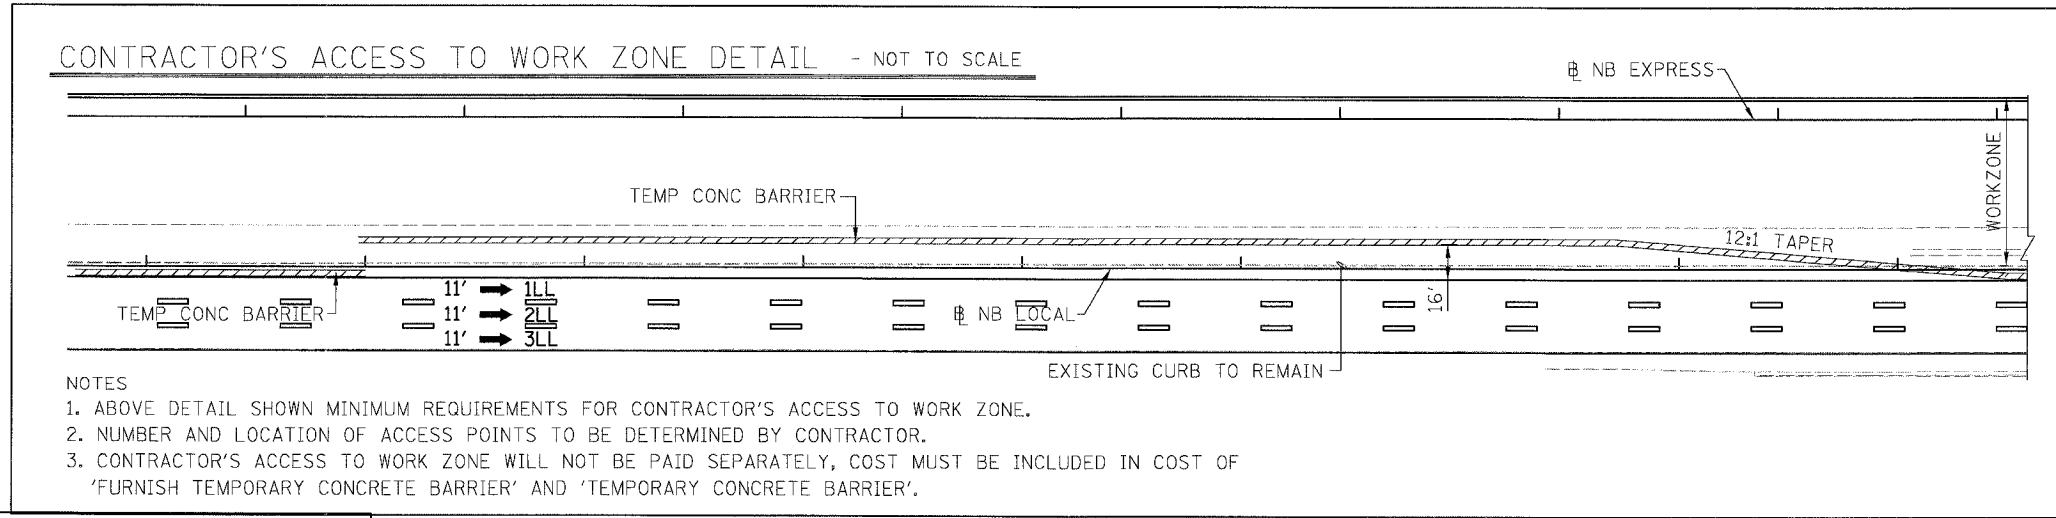 CONTRACTOR'S ACCESS TO WORK ZONE DETAIL - NOT TO SCALE
℄ NB EXPRESS
WORKZONE
TEMP CONC BARRIER
12:1 TAPER
16'
11' 1LL
TEMP CONC BARRIER
11' 2LL
℄ NB LOCAL
11' 3LL
EXISTING CURB TO REMAIN
NOTES
1. ABOVE DETAIL SHOWN MINIMUM REQUIREMENTS FOR CONTRACTOR'S ACCESS TO WORK ZONE.
2. NUMBER AND LOCATION OF ACCESS POINTS TO BE DETERMINED BY CONTRACTOR.
3. CONTRACTOR'S ACCESS TO WORK ZONE WILL NOT BE PAID SEPARATELY, COST MUST BE INCLUDED IN COST OF
'FURNISH TEMPORARY CONCRETE BARRIER' AND 'TEMPORARY CONCRETE BARRIER'.